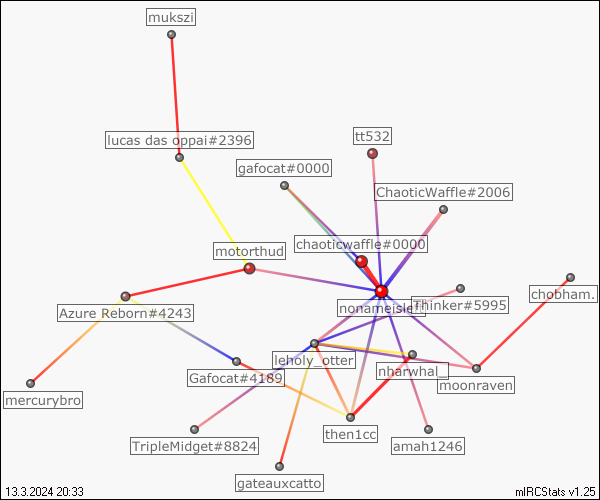 mukszi
lucas das oppai#2396
tt532
gafocat#0000
ChaoticWaffle#2006
chaoticwaffle#0000
motorthud
chobham.
Thinker#5995
Azure Reborn#4243
leholy_otter
nharwhal_
Gafocat#4189
moonraven
mercurybro
then1cc
TripleMidget#8824
amah1246
gateauxcatto
13.3.2024 20:33
mIRCStats v1.25